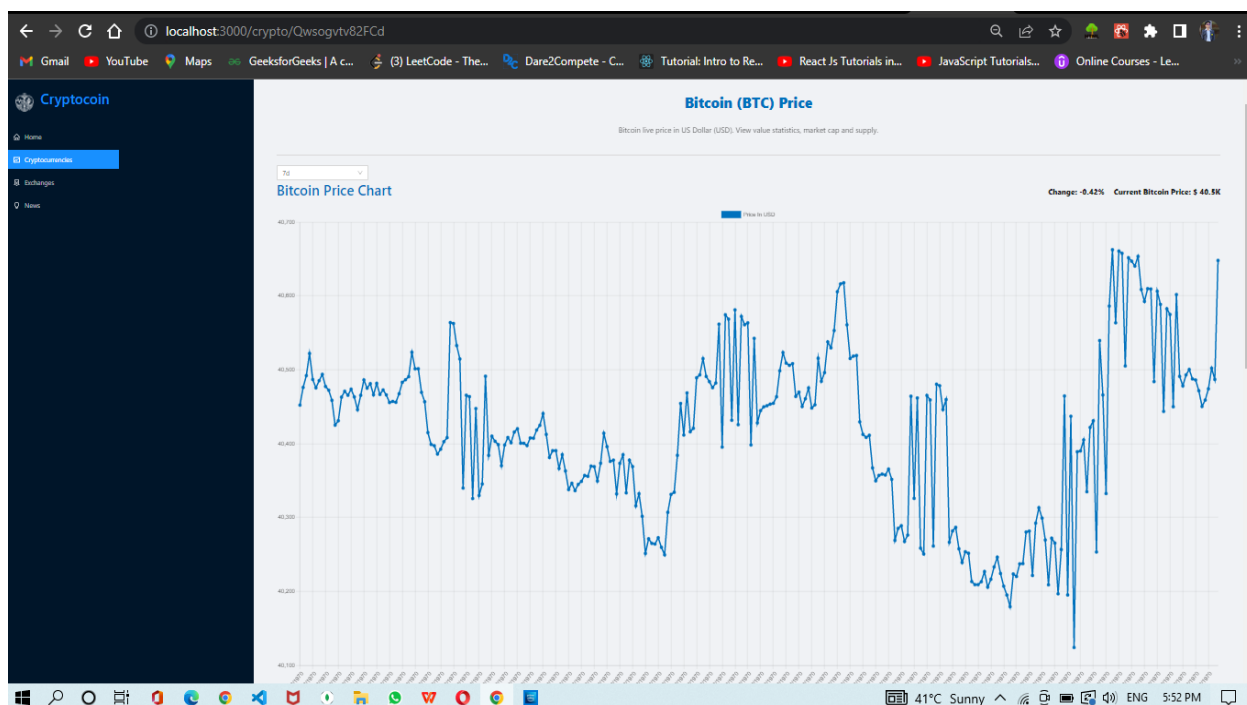 localhost:3000/crypto/Qwsogvtv82FCd
Gmail YouTube Maps GeeksforGeeks | A c... (3) LeetCode - The... Dare2Compete - C... Tutorial: Intro to Re... React Js Tutorials in... JavaScript Tutorials... Online Courses - Le...
Cryptocoin
Home
Cryptocurrencies
Exchanges
News
Bitcoin (BTC) Price
Bitcoin live price in US Dollar (USD). View value statistics, market cap and supply.
7d
Bitcoin Price Chart
Change: -0.42% Current Bitcoin Price: $ 40.5K
Price In USD
40,700
40,600
40,500
40,400
40,300
40,200
40,100
41°C Sunny ENG 5:52 PM